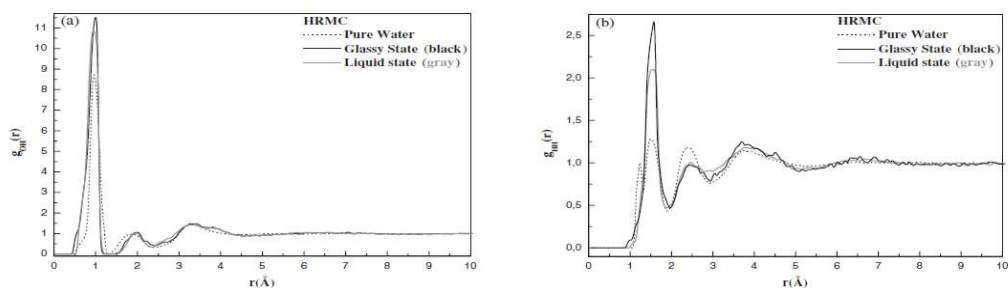 (a)
HRMC
Pure Water
Glassy State (black)
Liquid state (gray)
11
10
9
8
7
6
5
4
3
2
1
0
g_OH(r)
0 1 2 3 4 5 6 7 8 9 10
r(Å)
(b)
HRMC
Pure Water
Glassy State (black)
Liquid state (gray)
2,5
2,0
1,5
1,0
0,5
0,0
g_HH(r)
0 1 2 3 4 5 6 7 8 9 10
r(Å)